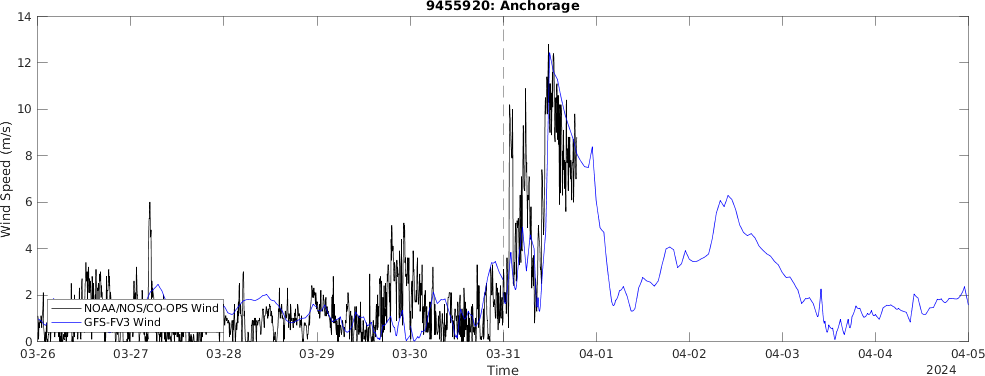 9455920: Anchorage
Wind Speed (m/s)
14
12
10
8
6
4
2
0
NOAA/NOS/CO-OPS Wind
GFS-FV3 Wind
03-26 03-27 03-28 03-29 03-30 03-31 04-01 04-02 04-03 04-04 04-05
Time
2024